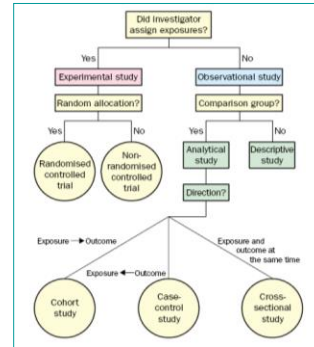 Did investigator
assign exposures?
Yes
No
Experimental study
Observational study
Random allocation?
Comparison group?
Yes
No
Yes
No
Randomised
controlled
trial
Non-
randomised
controlled
trial
Analytical
study
Descriptive
study
Direction?
Exposure → Outcome
Exposure ← Outcome
Exposure and
outcome at
the same time
Cohort
study
Case-
control
study
Cross-
sectional
study